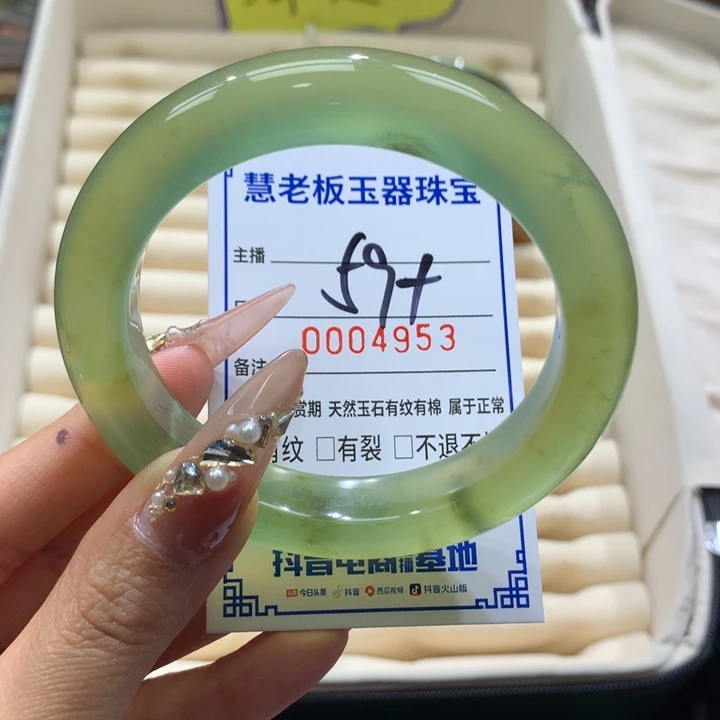 慧老板玉器珠宝
主播
59+
0004953
备注
赏期 天然玉石有纹有棉 属于正常
有纹 □有裂 □不退不
抖音电商直播基地
今日头条 抖音 西瓜视频 抖音火山版